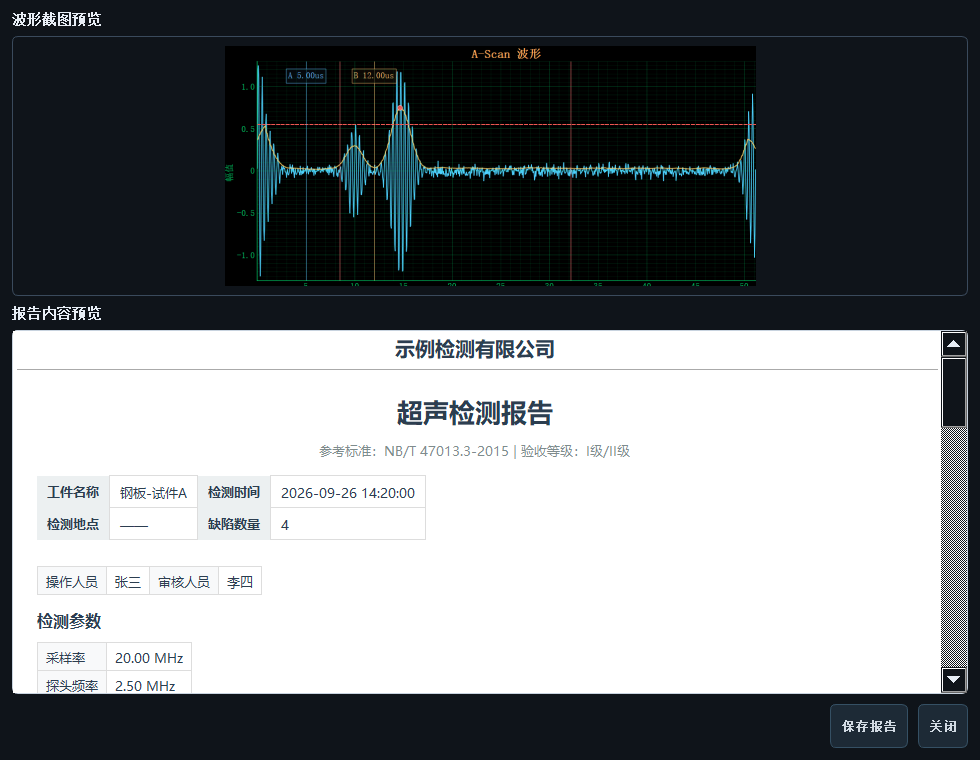 波形截图预览
A-Scan 波形
A 5.00us
B 12.00us
1.0
0.5
0
-0.5
-1.0
幅值
5 10 15 20 25 30 35 40 45 50
报告内容预览
示例检测有限公司
超声检测报告
参考标准：NB/T 47013.3-2015 | 验收等级：I级/II级
工件名称 钢板-试件A 检测时间 2026-09-26 14:20:00
检测地点 —— 缺陷数量 4
操作人员 张三 审核人员 李四
检测参数
采样率 20.00 MHz
探头频率 2.50 MHz
保存报告 关闭